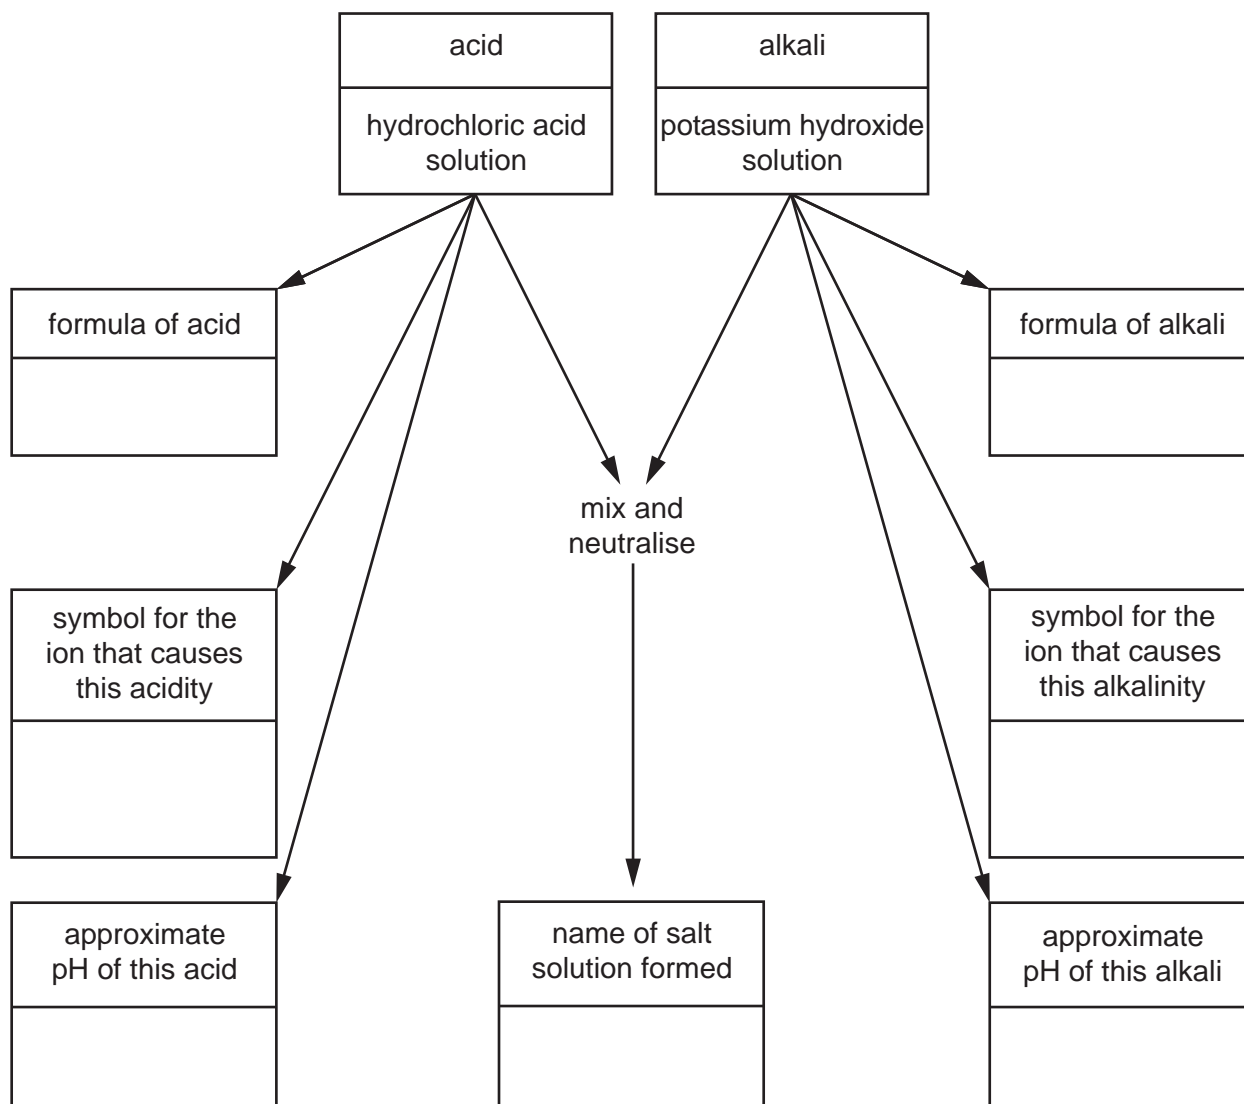 acid
hydrochloric acid
solution
alkali
potassium hydroxide
solution
formula of acid
formula of alkali
mix and
neutralise
symbol for the
ion that causes
this acidity
symbol for the
ion that causes
this alkalinity
approximate
pH of this acid
name of salt
solution formed
approximate
pH of this alkali